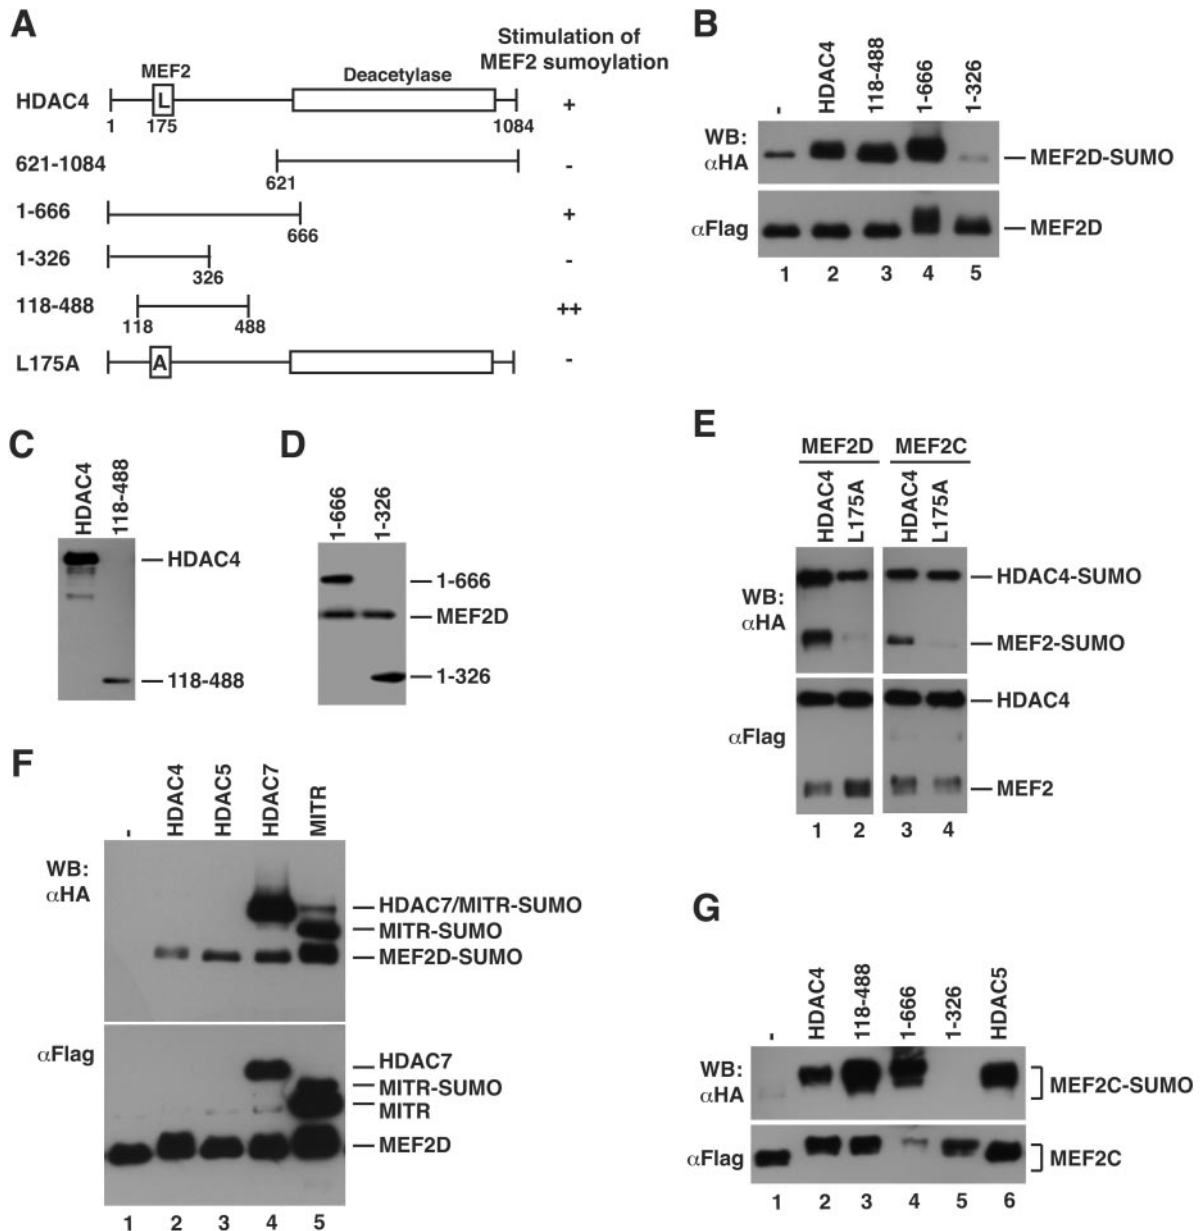 A
Stimulation of
MEF2 sumoylation
MEF2
Deacetylase
HDAC4
L
+
1
175
1084
621-1084
-
621
1-666
+
666
1-326
-
326
118-488
++
118
488
L175A
A
-
B
-
HDAC4
118-488
1-666
1-326
WB:
αHA
MEF2D-SUMO
αFlag
MEF2D
1 2 3 4 5
C
HDAC4
118-488
HDAC4
118-488
D
1-666
1-326
1-666
MEF2D
1-326
E
MEF2D MEF2C
HDAC4
L175A
HDAC4
L175A
HDAC4-SUMO
WB:
αHA
MEF2-SUMO
HDAC4
αFlag
MEF2
1 2 3 4
F
-
HDAC4
HDAC5
HDAC7
MITR
WB:
αHA
HDAC7/MITR-SUMO
MITR-SUMO
MEF2D-SUMO
αFlag
HDAC7
MITR-SUMO
MITR
MEF2D
1 2 3 4 5
G
-
HDAC4
118-488
1-666
1-326
HDAC5
WB:
αHA
MEF2C-SUMO
αFlag
MEF2C
1 2 3 4 5 6